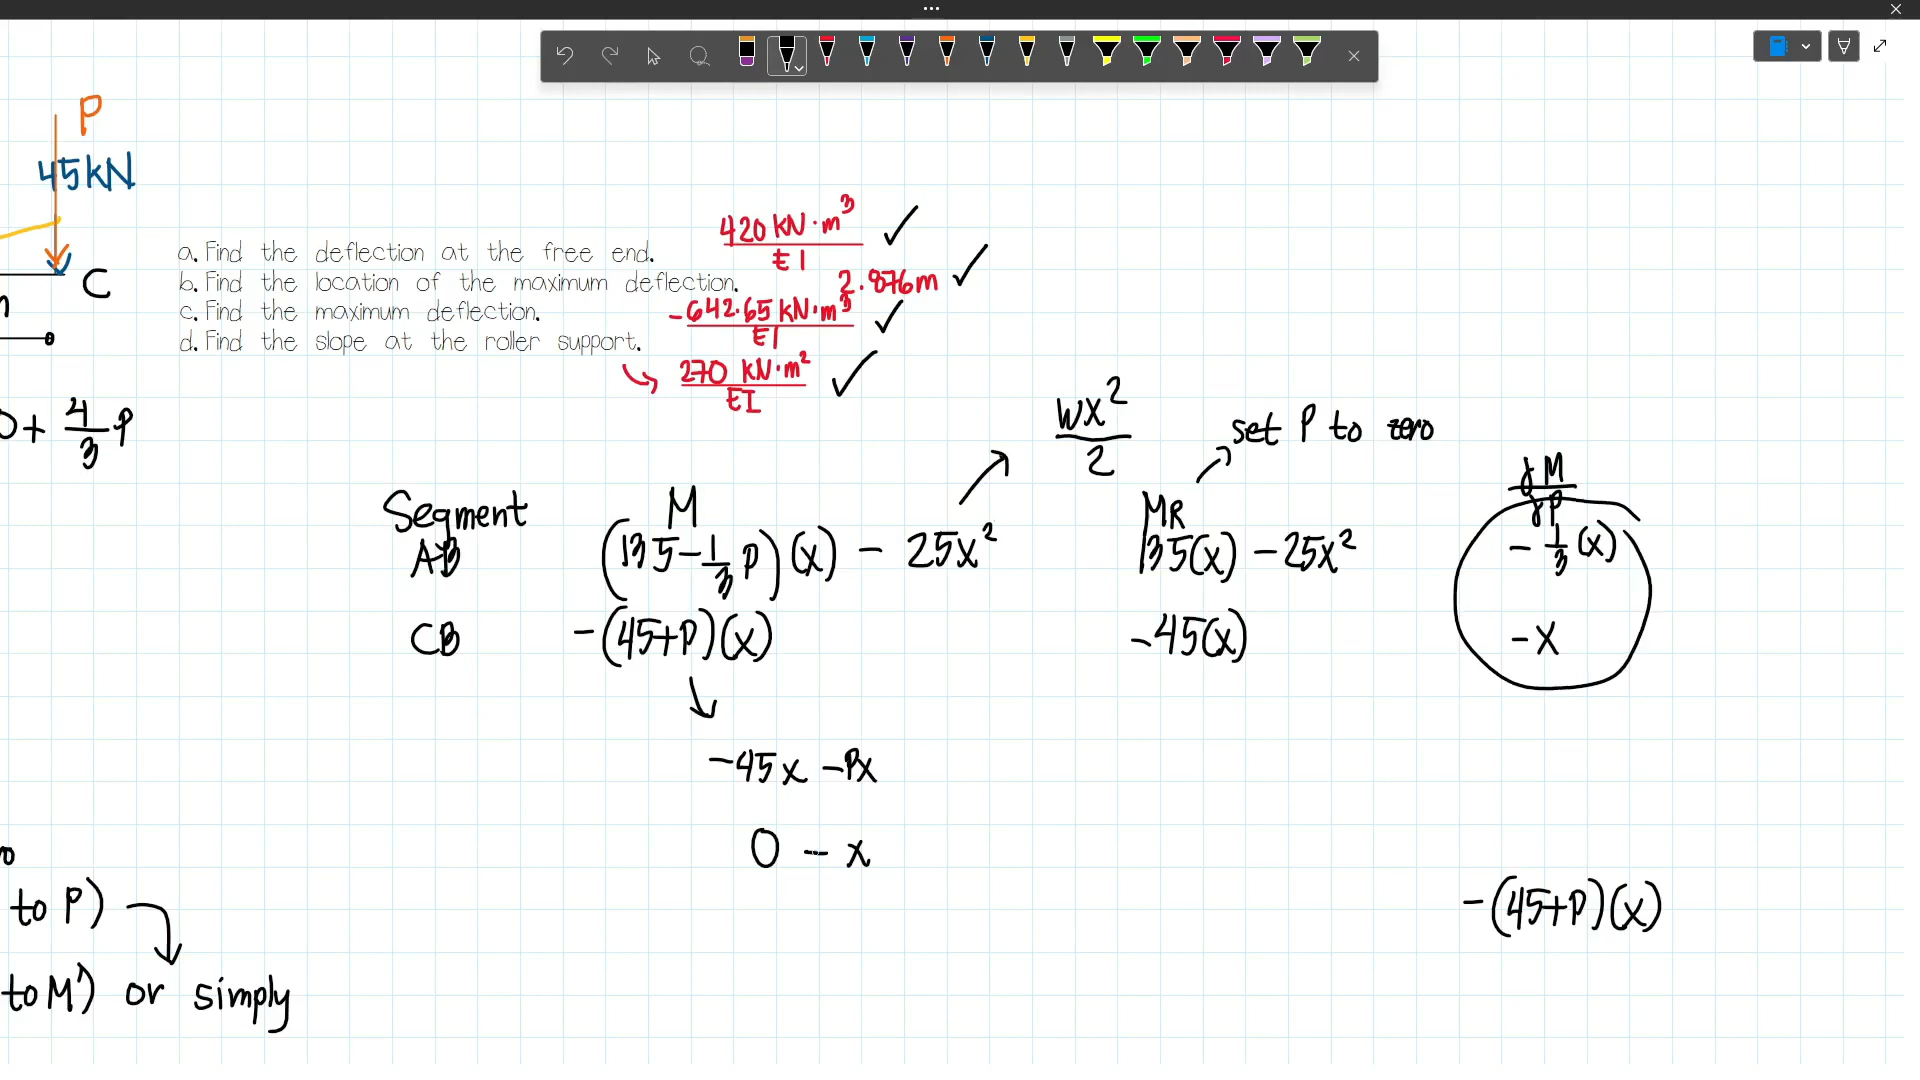 P
45kN
C
a. Find the deflection at the free end.
420 kN·m³
EI
b. Find the location of the maximum deflection.
2.876m
c. Find the maximum deflection.
-642.65 kN·m³
EI
d. Find the slope at the roller support.
270 kN·m²
EI
+ 4/3 P
wx²
2
set P to zero
Segment
M
MR
∂M
∂P
AB
(135-1/3 P)(x) - 25x²
135(x) - 25x²
- 1/3 (x)
CB
-(45+P)(x)
-45(x)
-x
-45x -Px
0 - x
to P)
-(45+P)(x)
to M) or simply